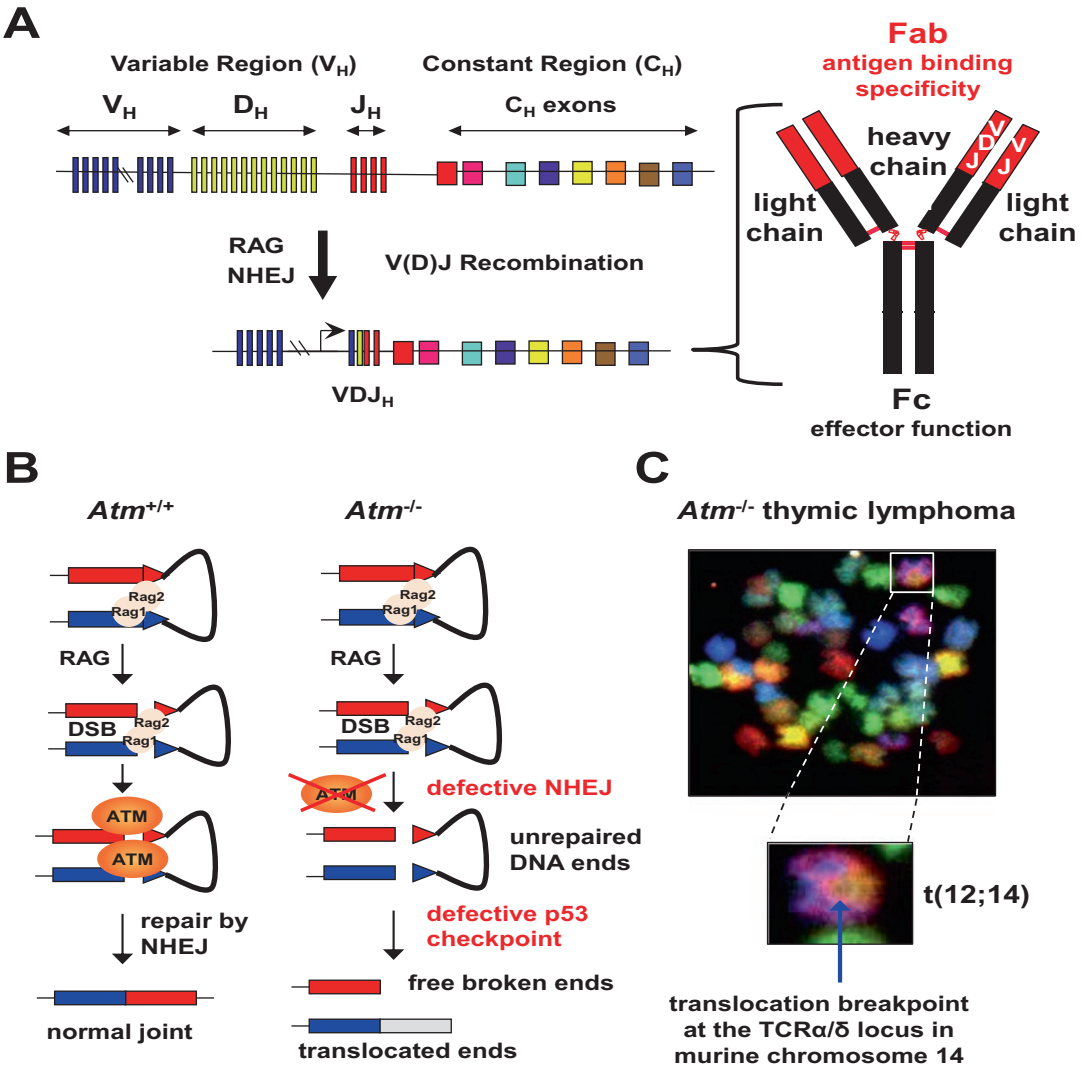 A
Variable Region (VH)
Constant Region (CH)
VH
DH
JH
CH exons
RAG
NHEJ
V(D)J Recombination
VDJH
Fab
antigen binding
specificity
heavy
chain
V
D
J
V
J
light
chain
light
chain
Fc
effector function
B
Atm+/+
Atm-/-
Rag2
Rag1
Rag2
Rag1
RAG
RAG
DSB
Rag2
Rag1
DSB
Rag2
Rag1
ATM
ATM
ATM
defective NHEJ
unrepaired
DNA ends
repair by
NHEJ
defective p53
checkpoint
normal joint
free broken ends
translocated ends
C
Atm-/- thymic lymphoma
t(12;14)
translocation breakpoint
at the TCRα/δ locus in
murine chromosome 14